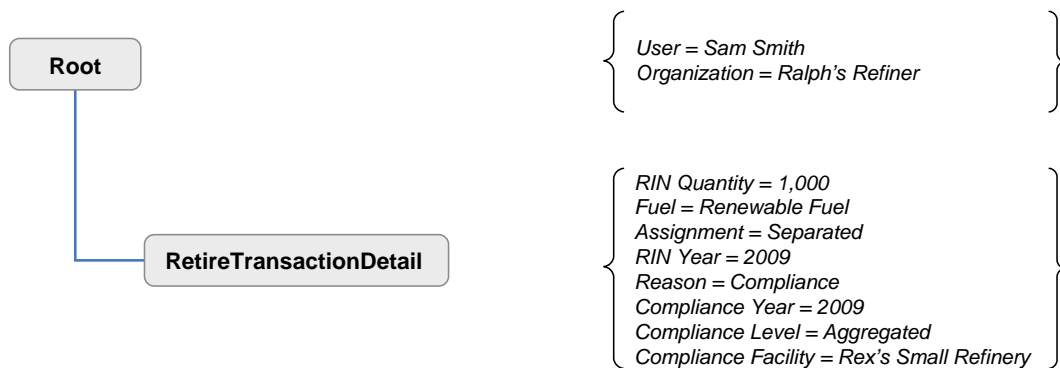 Root
User = Sam Smith
Organization = Ralph’s Refiner
RetireTransactionDetail
RIN Quantity = 1,000
Fuel = Renewable Fuel
Assignment = Separated
RIN Year = 2009
Reason = Compliance
Compliance Year = 2009
Compliance Level = Aggregated
Compliance Facility = Rex’s Small Refinery